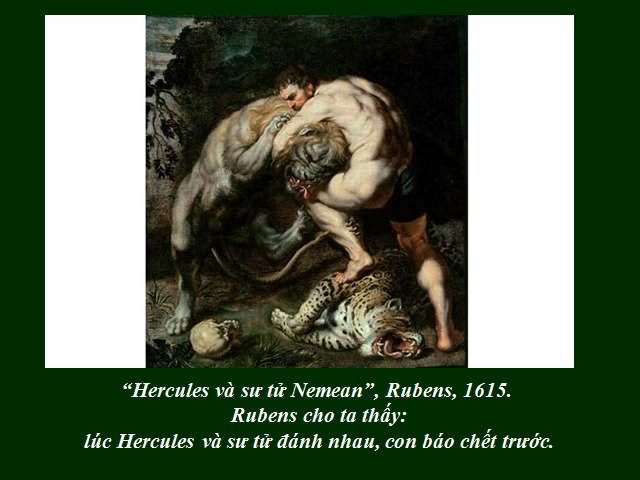 “Hercules và sư tử Nemean”, Rubens, 1615.
Rubens cho ta thấy:
lúc Hercules và sư tử đánh nhau, con báo chết trước.